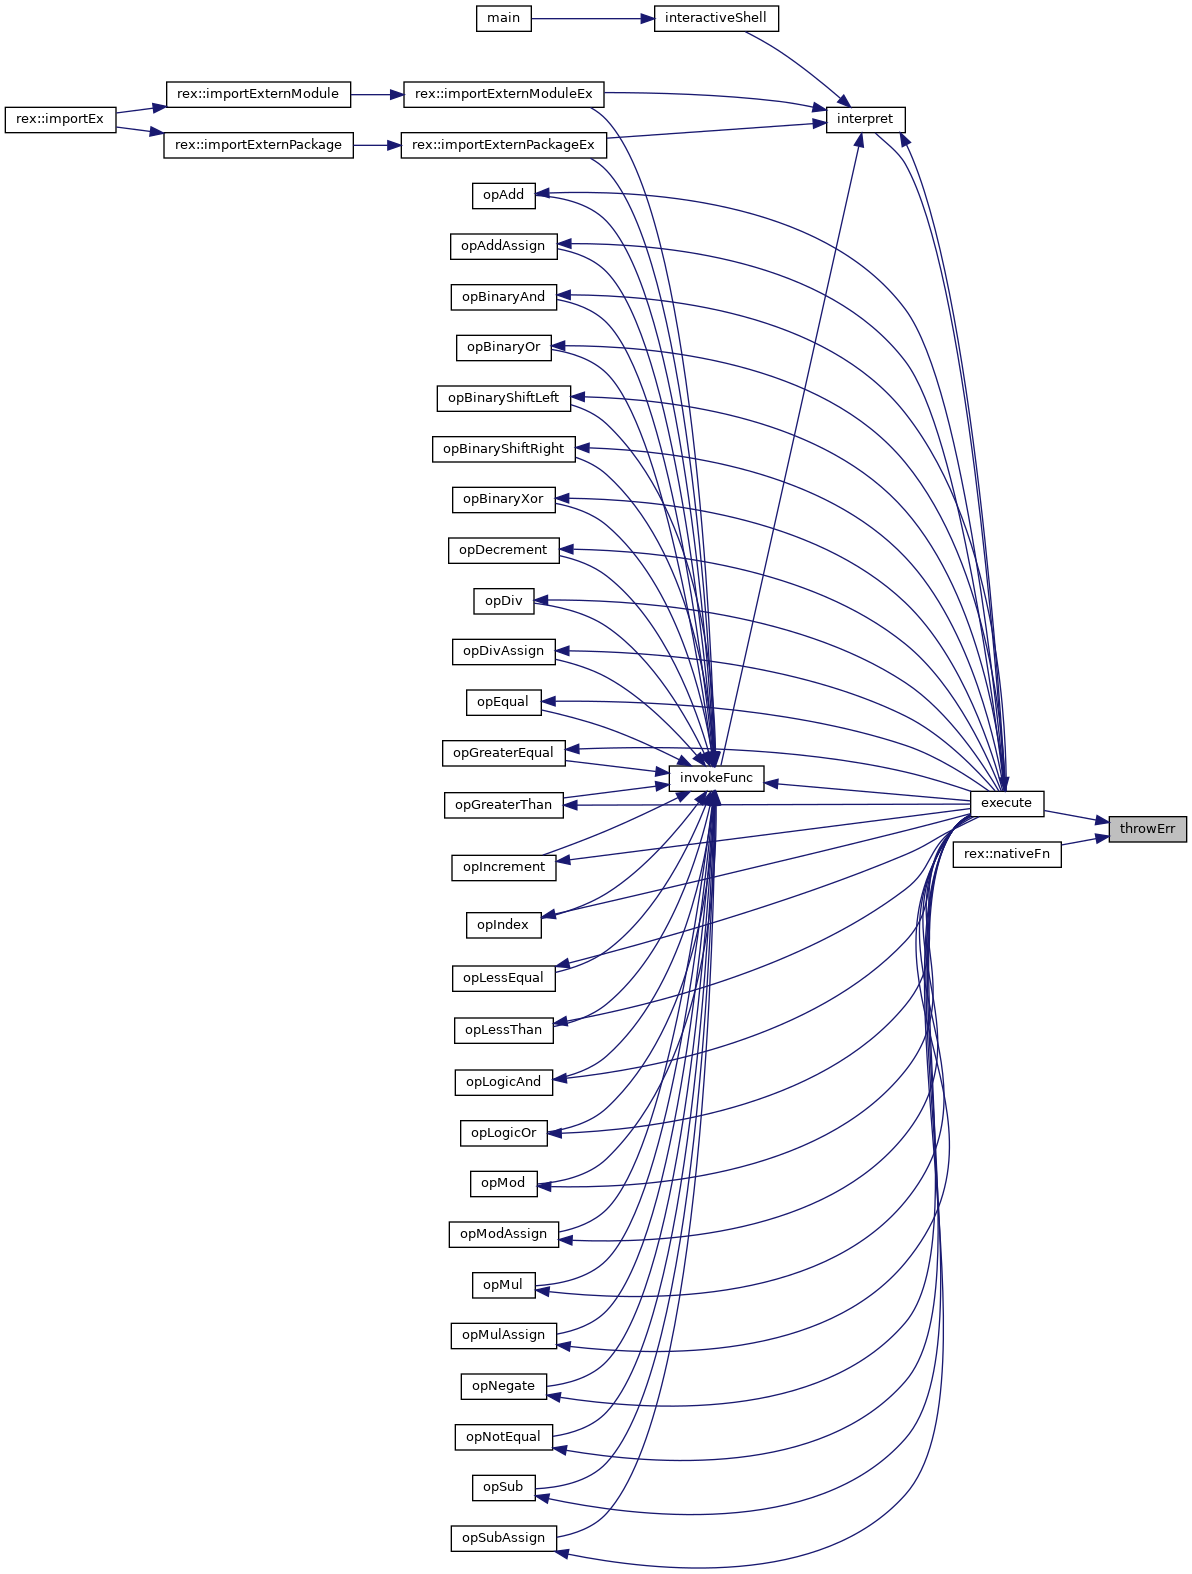 main
interactiveShell
rex::importExternModule
rex::importExternModuleEx
rex::importEx
interpret
rex::importExternPackage
rex::importExternPackageEx
opAdd
opAddAssign
opBinaryAnd
opBinaryOr
opBinaryShiftLeft
opBinaryShiftRight
opBinaryXor
opDecrement
opDiv
opDivAssign
opEqual
opGreaterEqual
invokeFunc
opGreaterThan
execute
throwErr
rex::nativeFn
opIncrement
opIndex
opLessEqual
opLessThan
opLogicAnd
opLogicOr
opMod
opModAssign
opMul
opMulAssign
opNegate
opNotEqual
opSub
opSubAssign